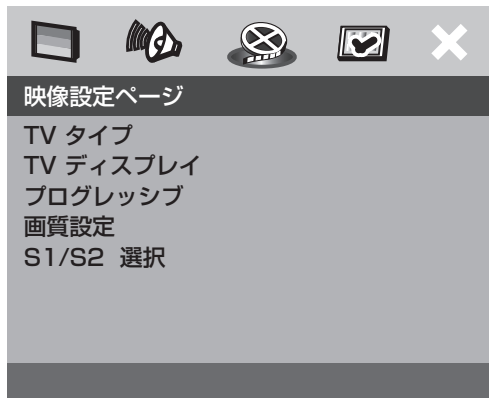 映像設定ページ
TV タイプ
TV ディスプレイ
プログレッシブ
画質設定
S1/S2 選択